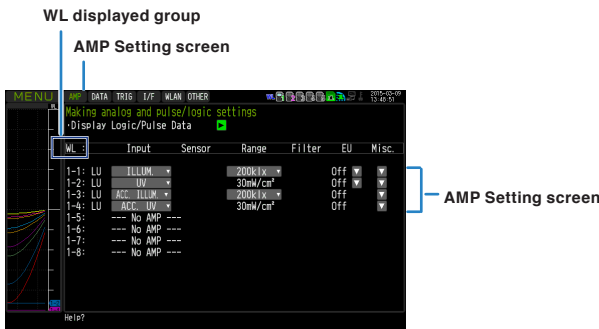 WL displayed group
AMP Setting screen
MENU AMP DATA TRIG I/F WLAN OTHER 2015-03-09 13:48:51
Making analog and pulse/logic settings
·Display Logic/Pulse Data
WL : Input Sensor Range Filter EU Misc.
1-1: LU ILLUM. 200klx Off
1-2: LU UV 30mW/cm² Off
1-3: LU ACC. ILLUM. 200klx Off
1-4: LU ACC. UV 30mW/cm² Off
1-5: --- No AMP ---
1-6: --- No AMP ---
1-7: --- No AMP ---
1-8: --- No AMP ---
AMP Setting screen
Help?